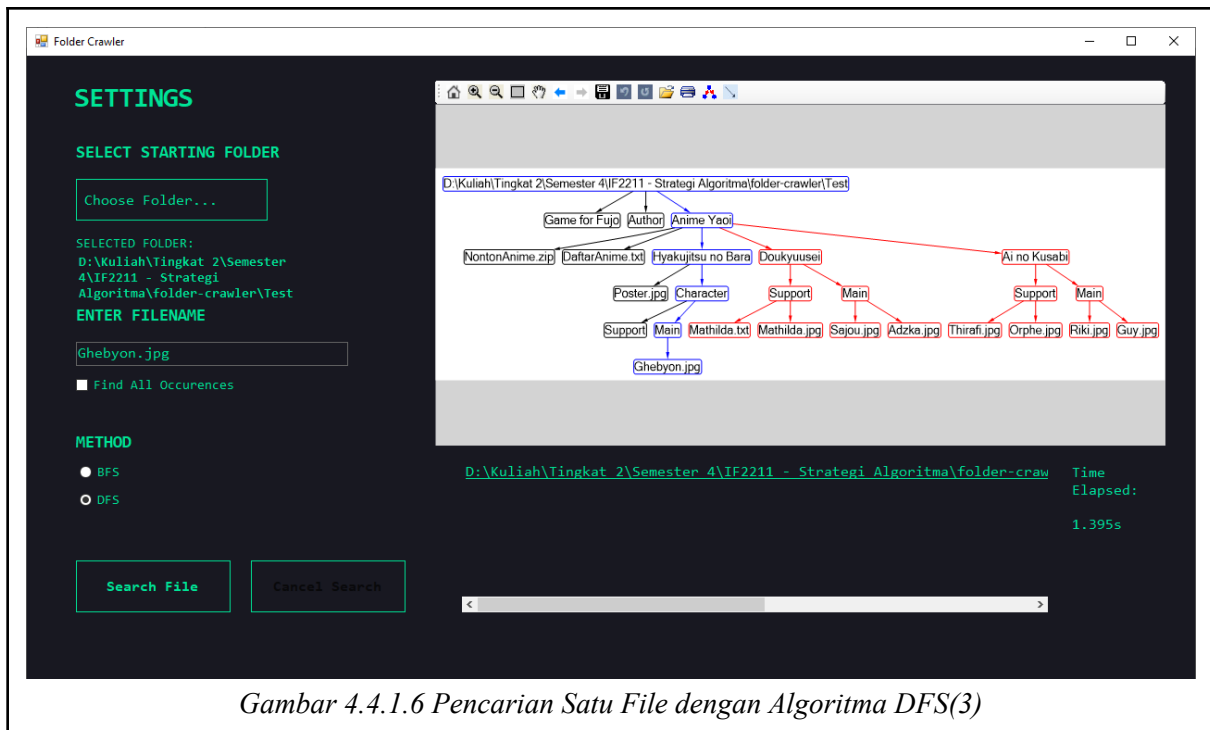 Folder Crawler
SETTINGS
SELECT STARTING FOLDER
Choose Folder...
SELECTED FOLDER:
D:\Kuliah\Tingkat 2\Semester
4\IF2211 - Strategi
Algoritma\folder-crawler\Test
ENTER FILENAME
Ghebyon.jpg
Find All Occurences
METHOD
BFS
DFS
Search File
Cancel Search
D:\Kuliah\Tingkat 2\Semester 4\IF2211 - Strategi Algoritma\folder-crawler\Test
Game for Fujo Author Anime Yaoi
NontonAnime.zip DaftarAnime.txt Hyakujitsu no Bara Doukyuusei Ai no Kusabi
Poster.jpg Character Support Main Support Main
Support Main Mathilda.txt Mathilda.jpg Sajou.jpg Adzka.jpg Thirafi.jpg Orphe.jpg Riki.jpg Guy.jpg
Ghebyon.jpg
D:\Kuliah\Tingkat 2\Semester 4\IF2211 - Strategi Algoritma\folder-craw
Time
Elapsed:
1.395s
Gambar 4.4.1.6 Pencarian Satu File dengan Algoritma DFS(3)